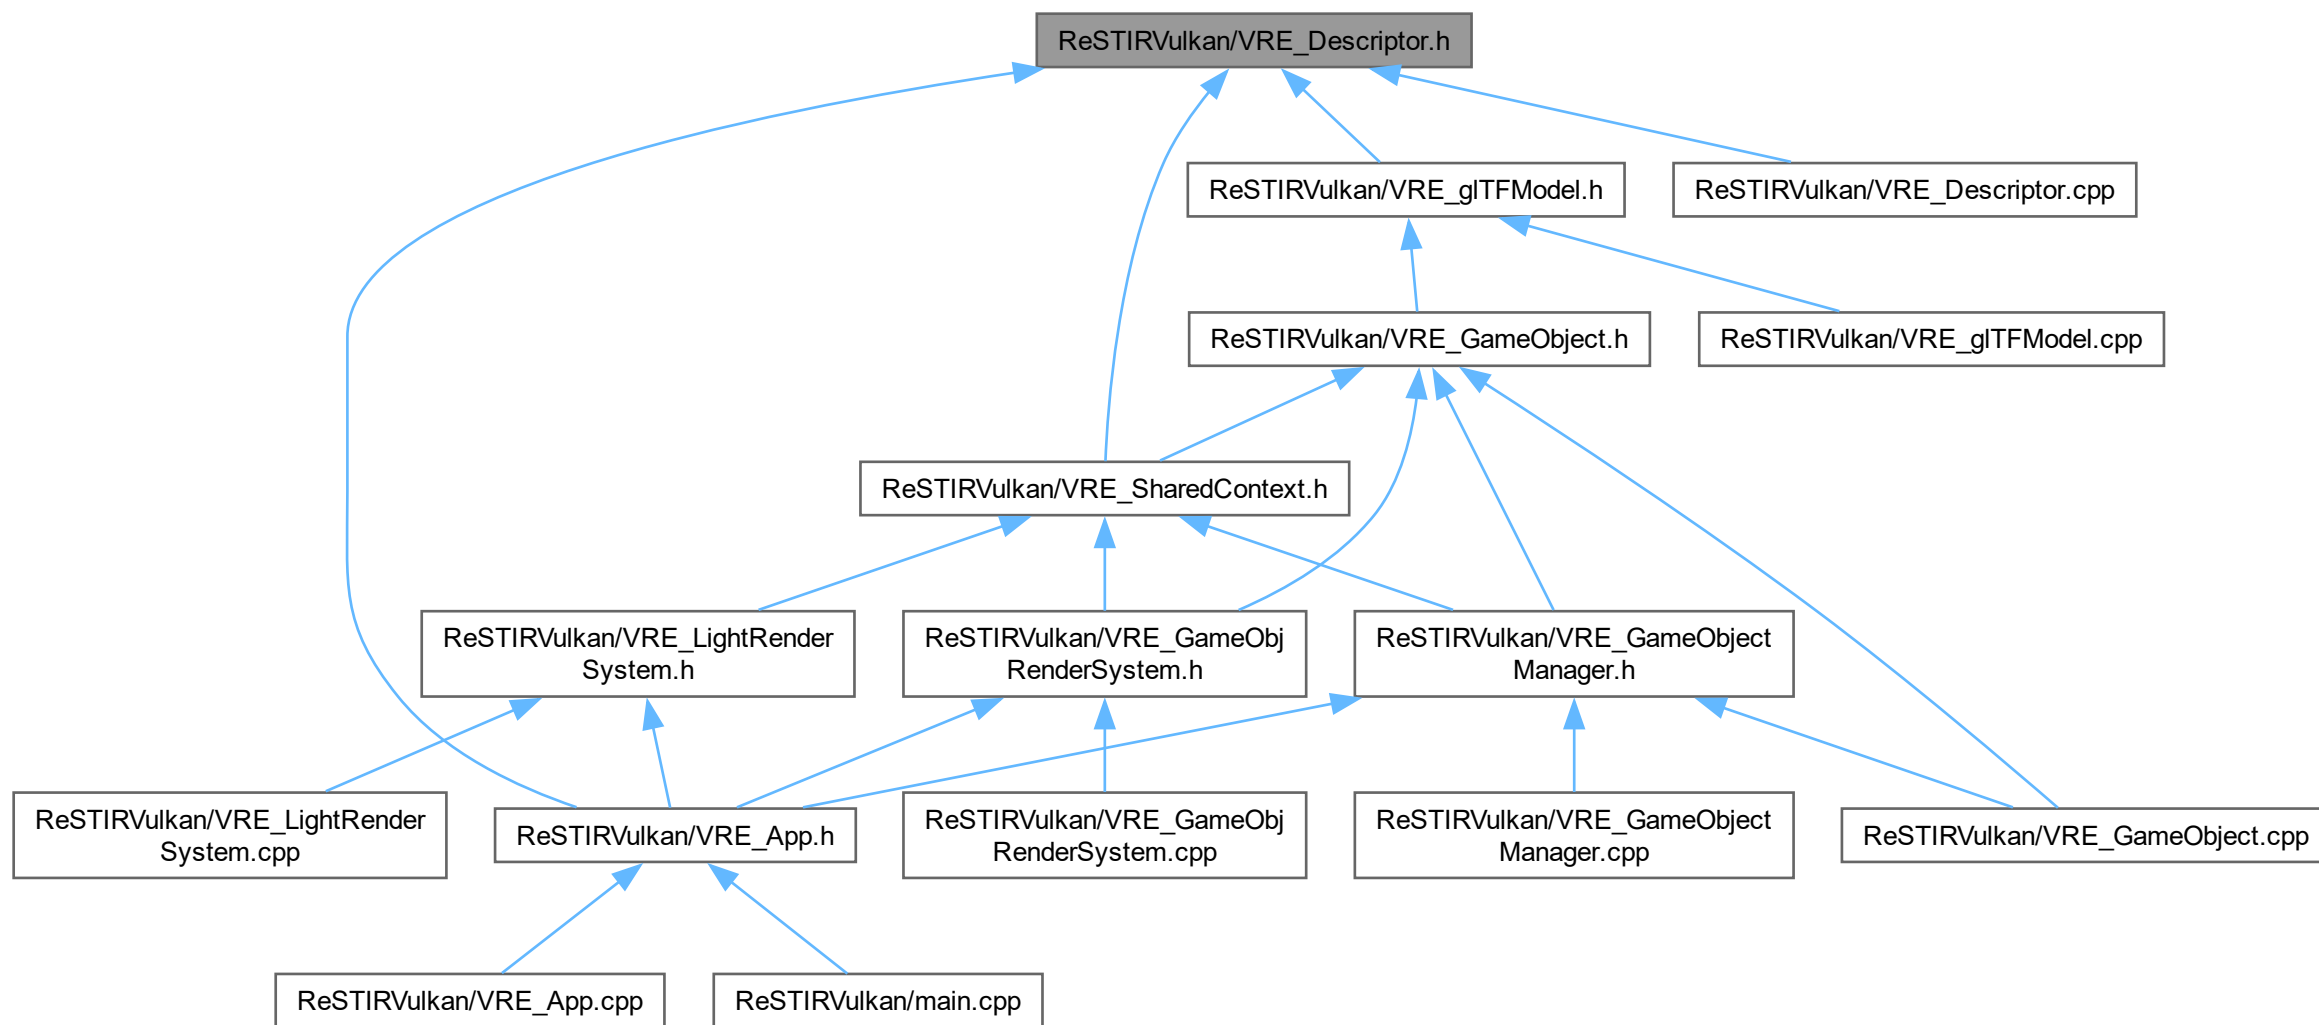 ReSTIRVulkan/VRE_Descriptor.h
ReSTIRVulkan/VRE_glTFModel.h
ReSTIRVulkan/VRE_Descriptor.cpp
ReSTIRVulkan/VRE_GameObject.h
ReSTIRVulkan/VRE_glTFModel.cpp
ReSTIRVulkan/VRE_SharedContext.h
ReSTIRVulkan/VRE_LightRender
System.h
ReSTIRVulkan/VRE_GameObj
RenderSystem.h
ReSTIRVulkan/VRE_GameObject
Manager.h
ReSTIRVulkan/VRE_LightRender
System.cpp
ReSTIRVulkan/VRE_App.h
ReSTIRVulkan/VRE_GameObj
RenderSystem.cpp
ReSTIRVulkan/VRE_GameObject
Manager.cpp
ReSTIRVulkan/VRE_GameObject.cpp
ReSTIRVulkan/VRE_App.cpp
ReSTIRVulkan/main.cpp